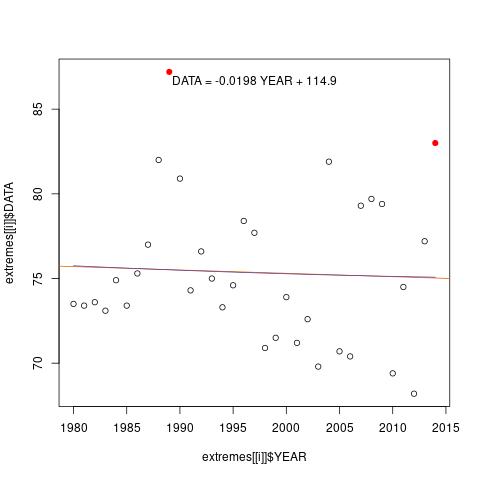 DATA = -0.0198 YEAR + 114.9
85
80
75
70
extremes[[i]]$DATA
1980 1985 1990 1995 2000 2005 2010 2015
extremes[[i]]$YEAR